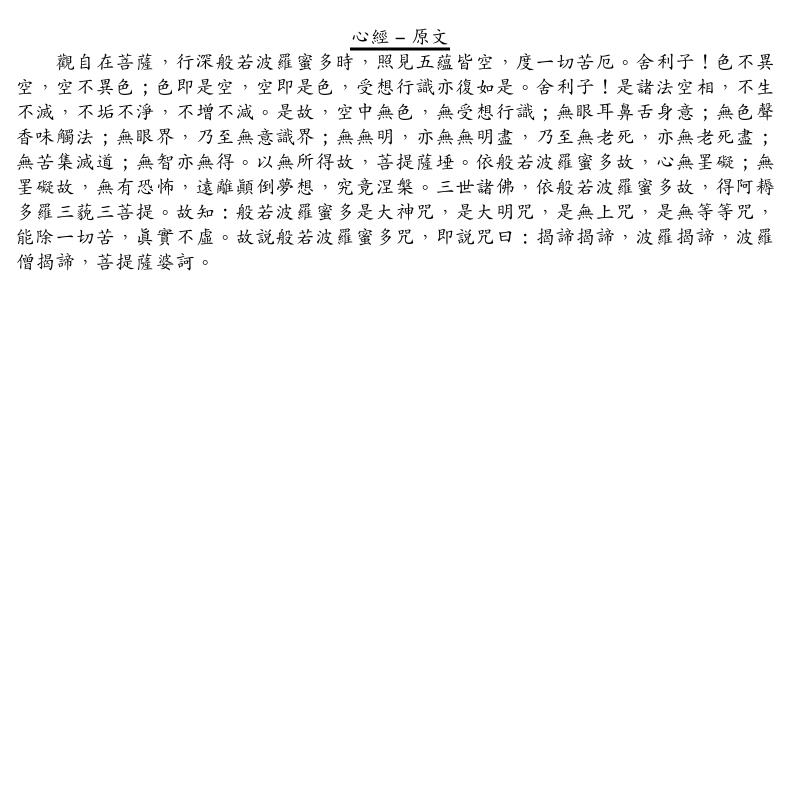 心經 – 原文
觀自在菩薩，行深般若波羅蜜多時，照見五蘊皆空，度一切苦厄。舍利子！色不異
空，空不異色；色即是空，空即是色，受想行識亦復如是。舍利子！是諸法空相，不生
不滅，不垢不淨，不增不減。是故，空中無色，無受想行識；無眼耳鼻舌身意；無色聲
香味觸法；無眼界，乃至無意識界；無無明，亦無無明盡，乃至無老死，亦無老死盡；
無苦集滅道；無智亦無得。以無所得故，菩提薩埵。依般若波羅蜜多故，心無罣礙；無
罣礙故，無有恐怖，遠離顚倒夢想，究竟涅槃。三世諸佛，依般若波羅蜜多故，得阿耨
多羅三藐三菩提。故知：般若波羅蜜多是大神咒，是大明咒，是無上咒，是無等等咒，
能除一切苦，眞實不虛。故説般若波羅蜜多咒，即説咒曰：揭諦揭諦，波羅揭諦，波羅
僧揭諦，菩提薩婆訶。